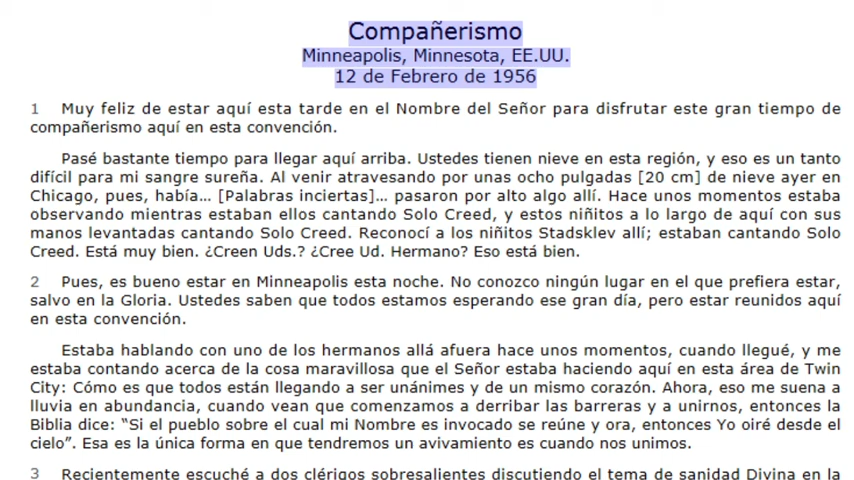 Compañerismo
Minneapolis, Minnesota, EE.UU.
12 de Febrero de 1956
1 Muy feliz de estar aquí esta tarde en el Nombre del Señor para disfrutar este gran tiempo de
compañerismo aquí en esta convención.
Pasé bastante tiempo para llegar aquí arriba. Ustedes tienen nieve en esta región, y eso es un tanto
difícil para mi sangre sureña. Al venir atravesando por unas ocho pulgadas [20 cm] de nieve ayer en
Chicago, pues, había… [Palabras inciertas]… pasaron por alto algo allí. Hace unos momentos estaba
observando mientras estaban ellos cantando Solo Creed, y estos niñitos a lo largo de aquí con sus
manos levantadas cantando Solo Creed. Reconocí a los niñitos Stadsklev allí; estaban cantando Solo
Creed. Está muy bien. ¿Creen Uds.? ¿Cree Ud. Hermano? Eso está bien.
2 Pues, es bueno estar en Minneapolis esta noche. No conozco ningún lugar en el que prefiera estar,
salvo en la Gloria. Ustedes saben que todos estamos esperando ese gran día, pero estar reunidos aquí
en esta convención.
Estaba hablando con uno de los hermanos allá afuera hace unos momentos, cuando llegué, y me
estaba contando acerca de la cosa maravillosa que el Señor estaba haciendo aquí en esta área de Twin
City: Cómo es que todos están llegando a ser unánimes y de un mismo corazón. Ahora, eso me suena a
lluvia en abundancia, cuando vean que comenzamos a derribar las barreras y a unirnos, entonces la
Biblia dice: “Si el pueblo sobre el cual mi Nombre es invocado se reúne y ora, entonces Yo oiré desde el
cielo”. Esa es la única forma en que tendremos un avivamiento es cuando nos unimos.
3 Recientemente escuché a dos clérigos sobresalientes discutiendo el tema de sanidad Divina en la